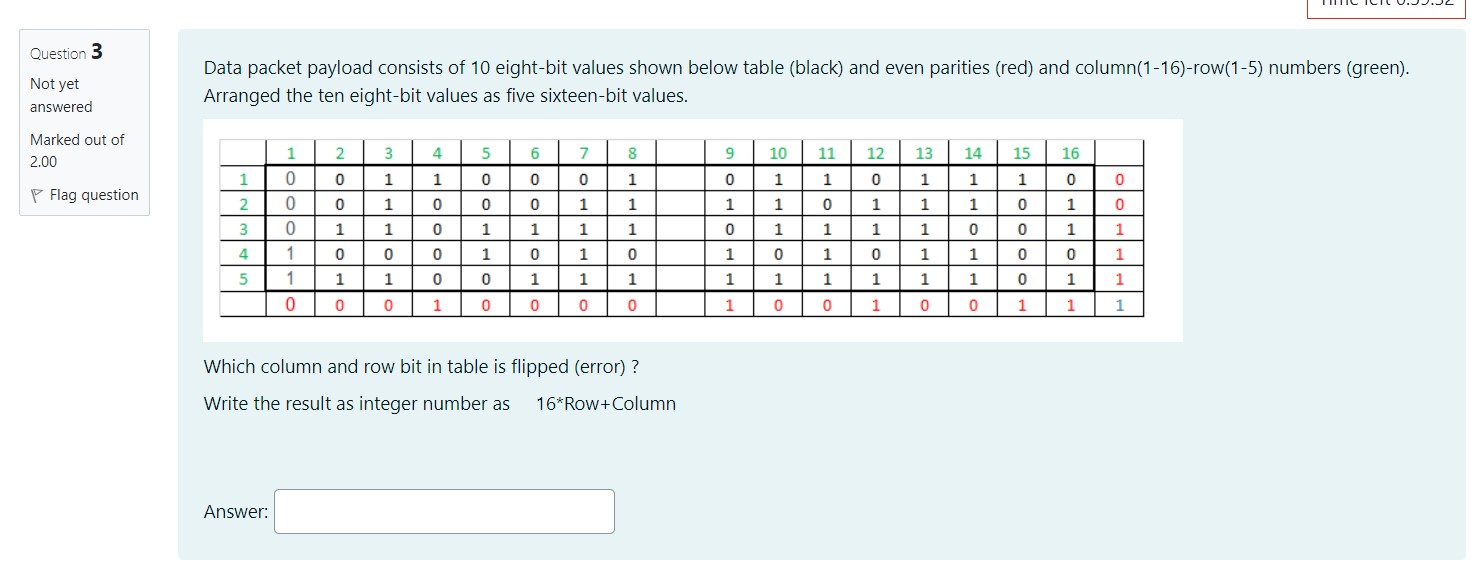 Question 3
Not yet
answered
Marked out of
2.00
Flag question
Data packet payload consists of 10 eight-bit values shown below table (black) and even parities (red) and column(1-16)-row(1-5) numbers (green).
Arranged the ten eight-bit values as five sixteen-bit values.
1 2 3 4 5 6 7 8 9 10 11 12 13 14 15 16
1 0 0 1 1 0 0 0 1 0 1 1 0 1 1 1 0 0
2 0 0 1 0 0 0 1 1 1 1 0 1 1 1 0 1 0
3 0 1 1 0 1 1 1 1 0 1 1 1 1 0 0 1 1
4 1 0 0 0 1 0 1 0 1 0 1 0 1 1 0 0 1
5 1 1 1 0 0 1 1 1 1 1 1 1 1 1 0 1 1
0 0 0 1 0 0 0 0 1 0 0 1 0 0 1 1 1
Which column and row bit in table is flipped (error) ?
Write the result as integer number as 16*Row+Column
Answer: